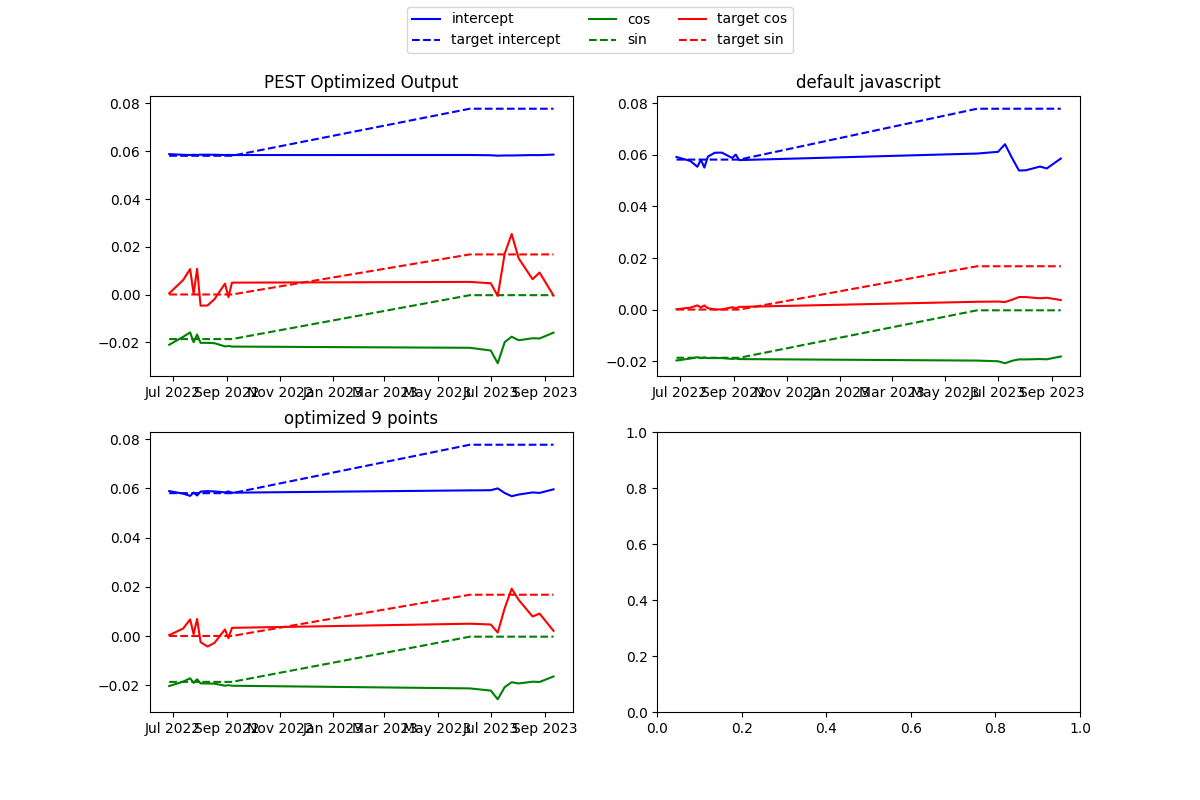 intercept cos target cos
target intercept sin target sin
PEST Optimized Output
default javascript
0.08
0.06
0.04
0.02
0.00
−0.02
Jul 2022 Sep 2022 Nov 2022 Jan 2023 Mar 2023 May 2023 Jul 2023 Sep 2023
0.08
0.06
0.04
0.02
0.00
−0.02
Jul 2022 Sep 2022 Nov 2022 Jan 2023 Mar 2023 May 2023 Jul 2023 Sep 2023
optimized 9 points
0.08
0.06
0.04
0.02
0.00
−0.02
Jul 2022 Sep 2022 Nov 2022 Jan 2023 Mar 2023 May 2023 Jul 2023 Sep 2023
1.0
0.8
0.6
0.4
0.2
0.0
0.0 0.2 0.4 0.6 0.8 1.0